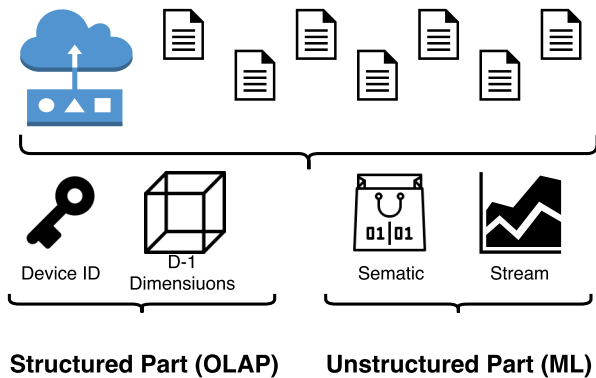 01|01
Device ID
D-1
Dimensiuons
Sematic
Stream
Structured Part (OLAP)
Unstructured Part (ML)